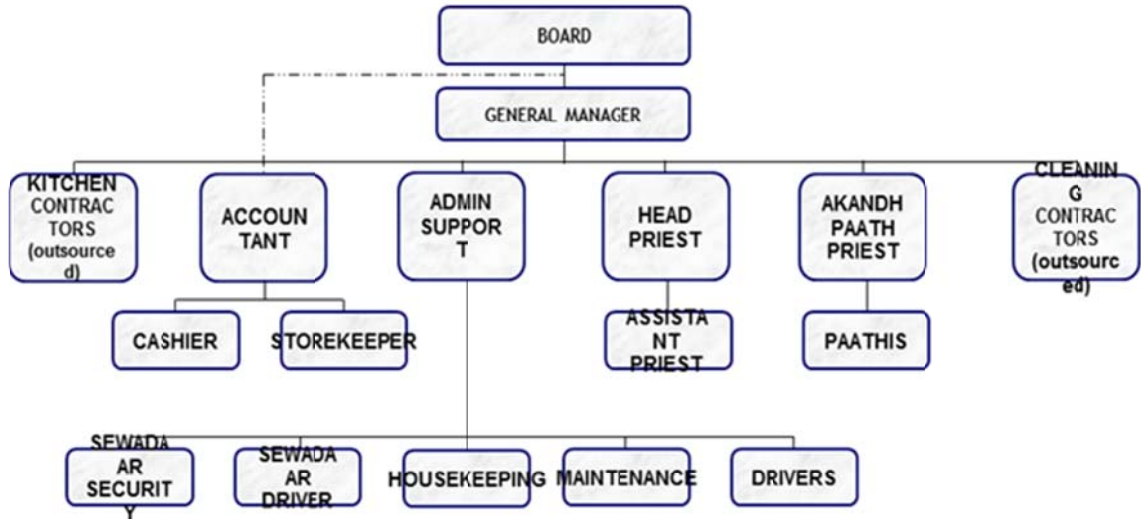 BOARD
GENERAL MANAGER
KITCHEN
CONTRAC
TORS
(outsource
d)
ACCOUN
TANT
ADMIN
SUPPOR
T
HEAD
PRIEST
AKANDH
PAATH
PRIEST
CLEANIN
G
CONTRAC
TORS
(outsourc
ed)
CASHIER
STOREKEEPER
ASSISTA
NT
PRIEST
PAATHIS
SEWADA
AR
SECURIT
Y
SEWADA
AR
DRIVER
HOUSEKEEPING
MAINTENANCE
DRIVERS